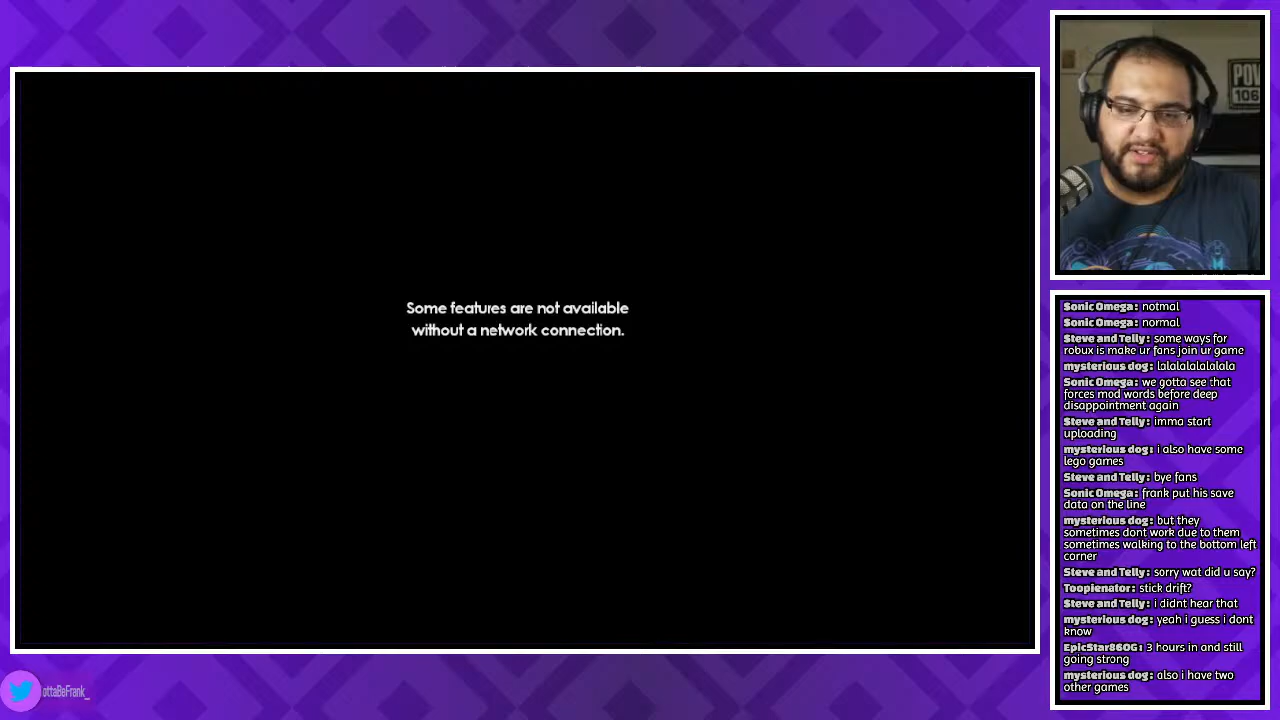 POW
106
Some features are not available
without a network connection.
Sonic Omega: notmal
Sonic Omega: normal
Steve and Telly: some ways for
robux is make ur fans join ur game
mysterious dog: lalalalalalalala
Sonic Omega: we gotta see that
forces mod words before deep
disappointment again
Steve and Telly: imma start
uploading
mysterious dog: i also have some
lego games
Steve and Telly: bye fans
Sonic Omega: frank put his save
data on the line
mysterious dog: but they
sometimes dont work due to them
sometimes walking to the bottom left
corner
Steve and Telly: sorry wat did u say?
Toopienator: stick drift?
Steve and Telly: i didnt hear that
mysterious dog: yeah i guess i dont
know
EpicStar86OG: 3 hours in and still
going strong
mysterious dog: also i have two
other games
ottaBeFrank_